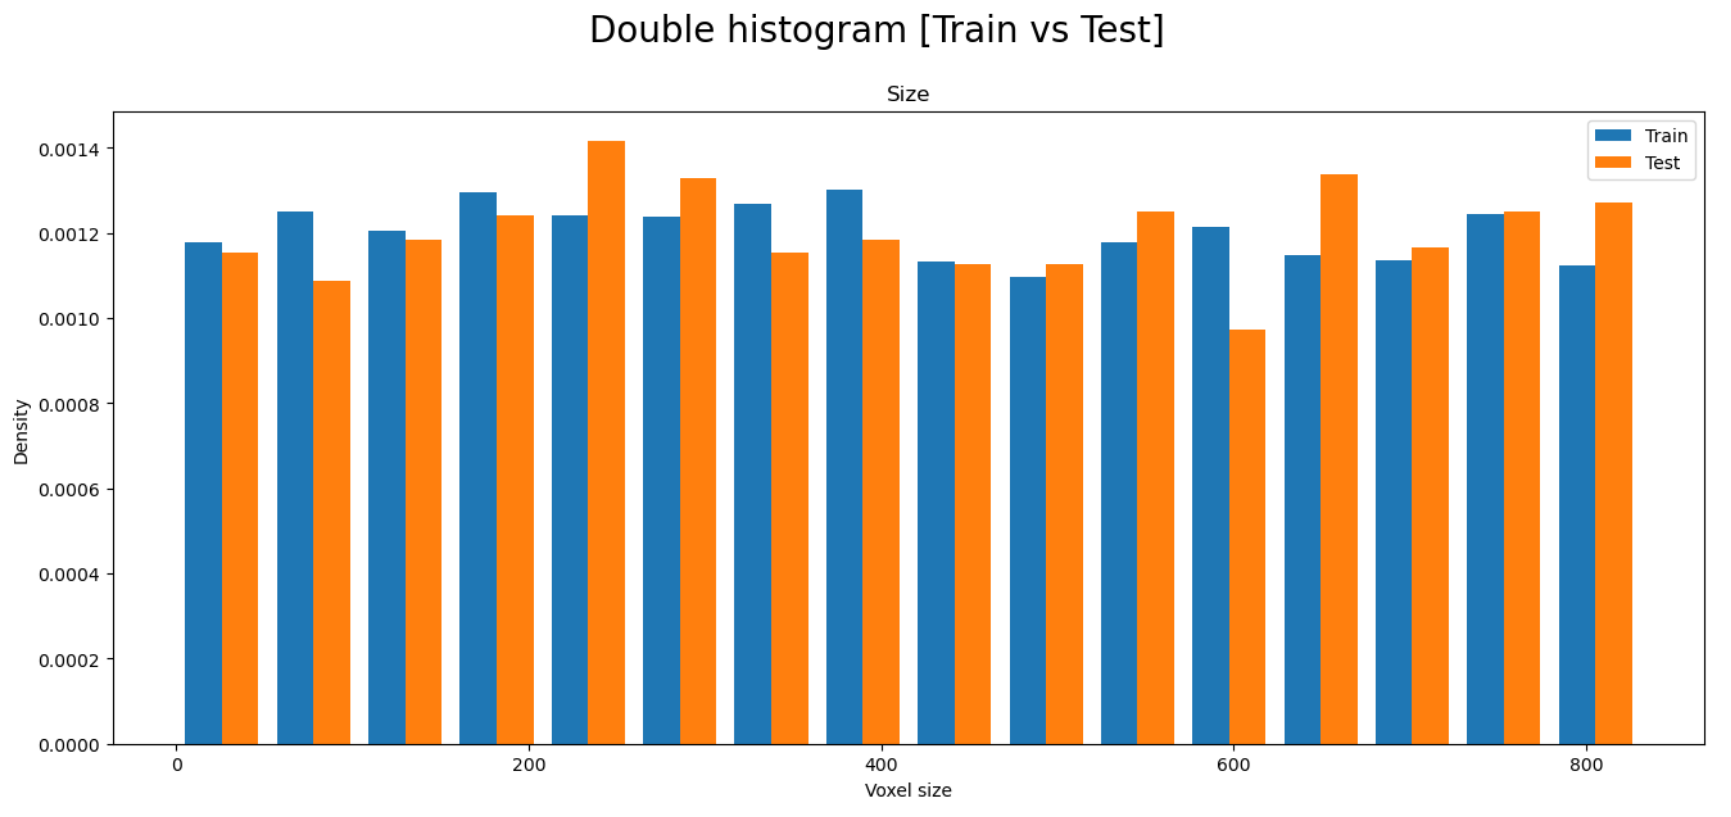 Double histogram [Train vs Test]
Size
Train
Test
0.0014
0.0012
0.0010
0.0008
0.0006
0.0004
0.0002
0.0000
Density
0 200 400 600 800
Voxel size